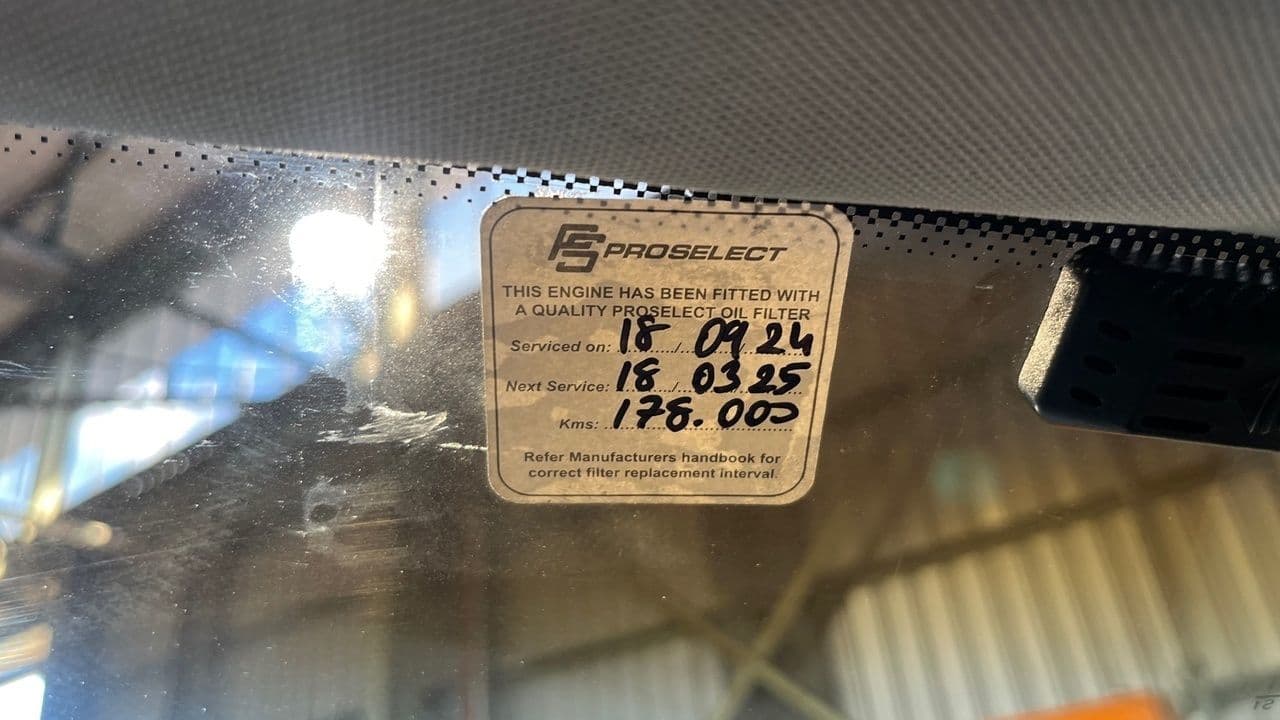 PS PROSELECT
THIS ENGINE HAS BEEN FITTED WITH
A QUALITY PROSELECT OIL FILTER
Serviced on: 18 / 09 24
Next Service: 18 / 03 25
Kms: 178.000
Refer Manufacturers handbook for
correct filter replacement interval.